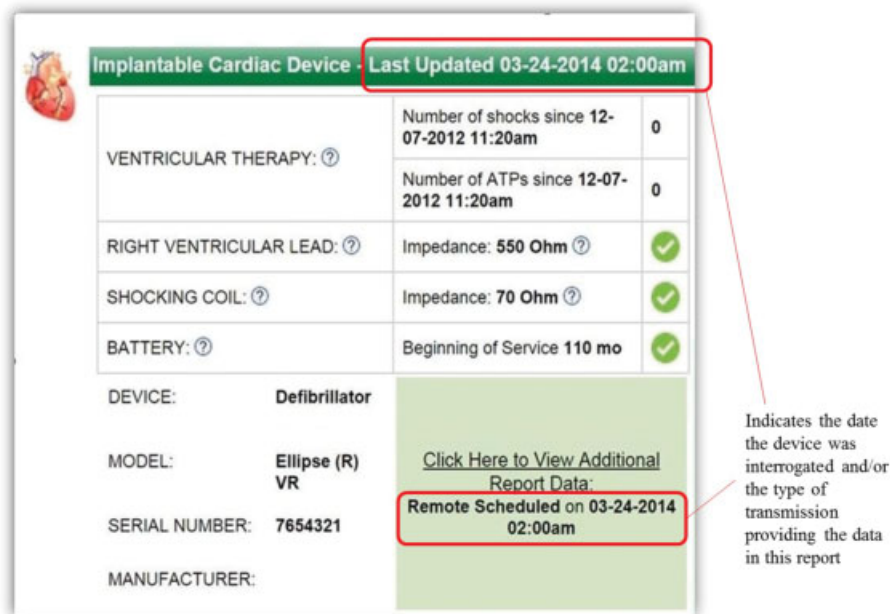 Implantable Cardiac Device - Last Updated 03-24-2014 02:00am
VENTRICULAR THERAPY: ?
Number of shocks since 12-
07-2012 11:20am
0
Number of ATPs since 12-07-
2012 11:20am
0
RIGHT VENTRICULAR LEAD: ?
Impedance: 550 Ohm ?
SHOCKING COIL: ?
Impedance: 70 Ohm ?
BATTERY: ?
Beginning of Service 110 mo
DEVICE:
Defibrillator
MODEL:
Ellipse (R)
VR
SERIAL NUMBER:
7654321
MANUFACTURER:
Click Here to View Additional
Report Data:
Remote Scheduled on 03-24-2014
02:00am
Indicates the date
the device was
interrogated and/or
the type of
transmission
providing the data
in this report